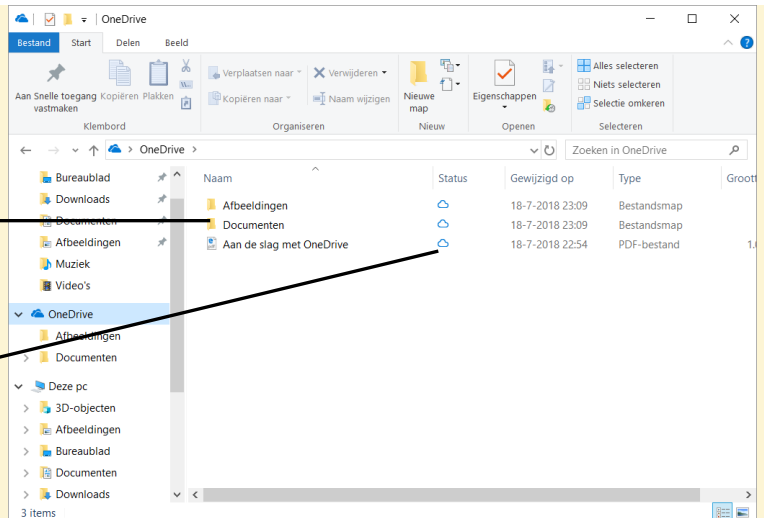 OneDrive
Bestand Start Delen Beeld
Aan Snelle toegang vastmaken
Kopiëren
Plakken
Klembord
Verplaatsen naar
Kopiëren naar
Verwijderen
Naam wijzigen
Organiseren
Nieuwe map
Nieuw
Eigenschappen
Openen
Alles selecteren
Niets selecteren
Selectie omkeren
Selecteren
OneDrive
Zoeken in OneDrive
Bureaublad
Downloads
Documenten
Afbeeldingen
Muziek
Video's
OneDrive
Afbeeldingen
Documenten
Deze pc
3D-objecten
Afbeeldingen
Bureaublad
Documenten
Downloads
Naam Status Gewijzigd op Type Groott
Afbeeldingen 18-7-2018 23:09 Bestandsmap
Documenten 18-7-2018 23:09 Bestandsmap
Aan de slag met OneDrive 18-7-2018 22:54 PDF-bestand
3 items